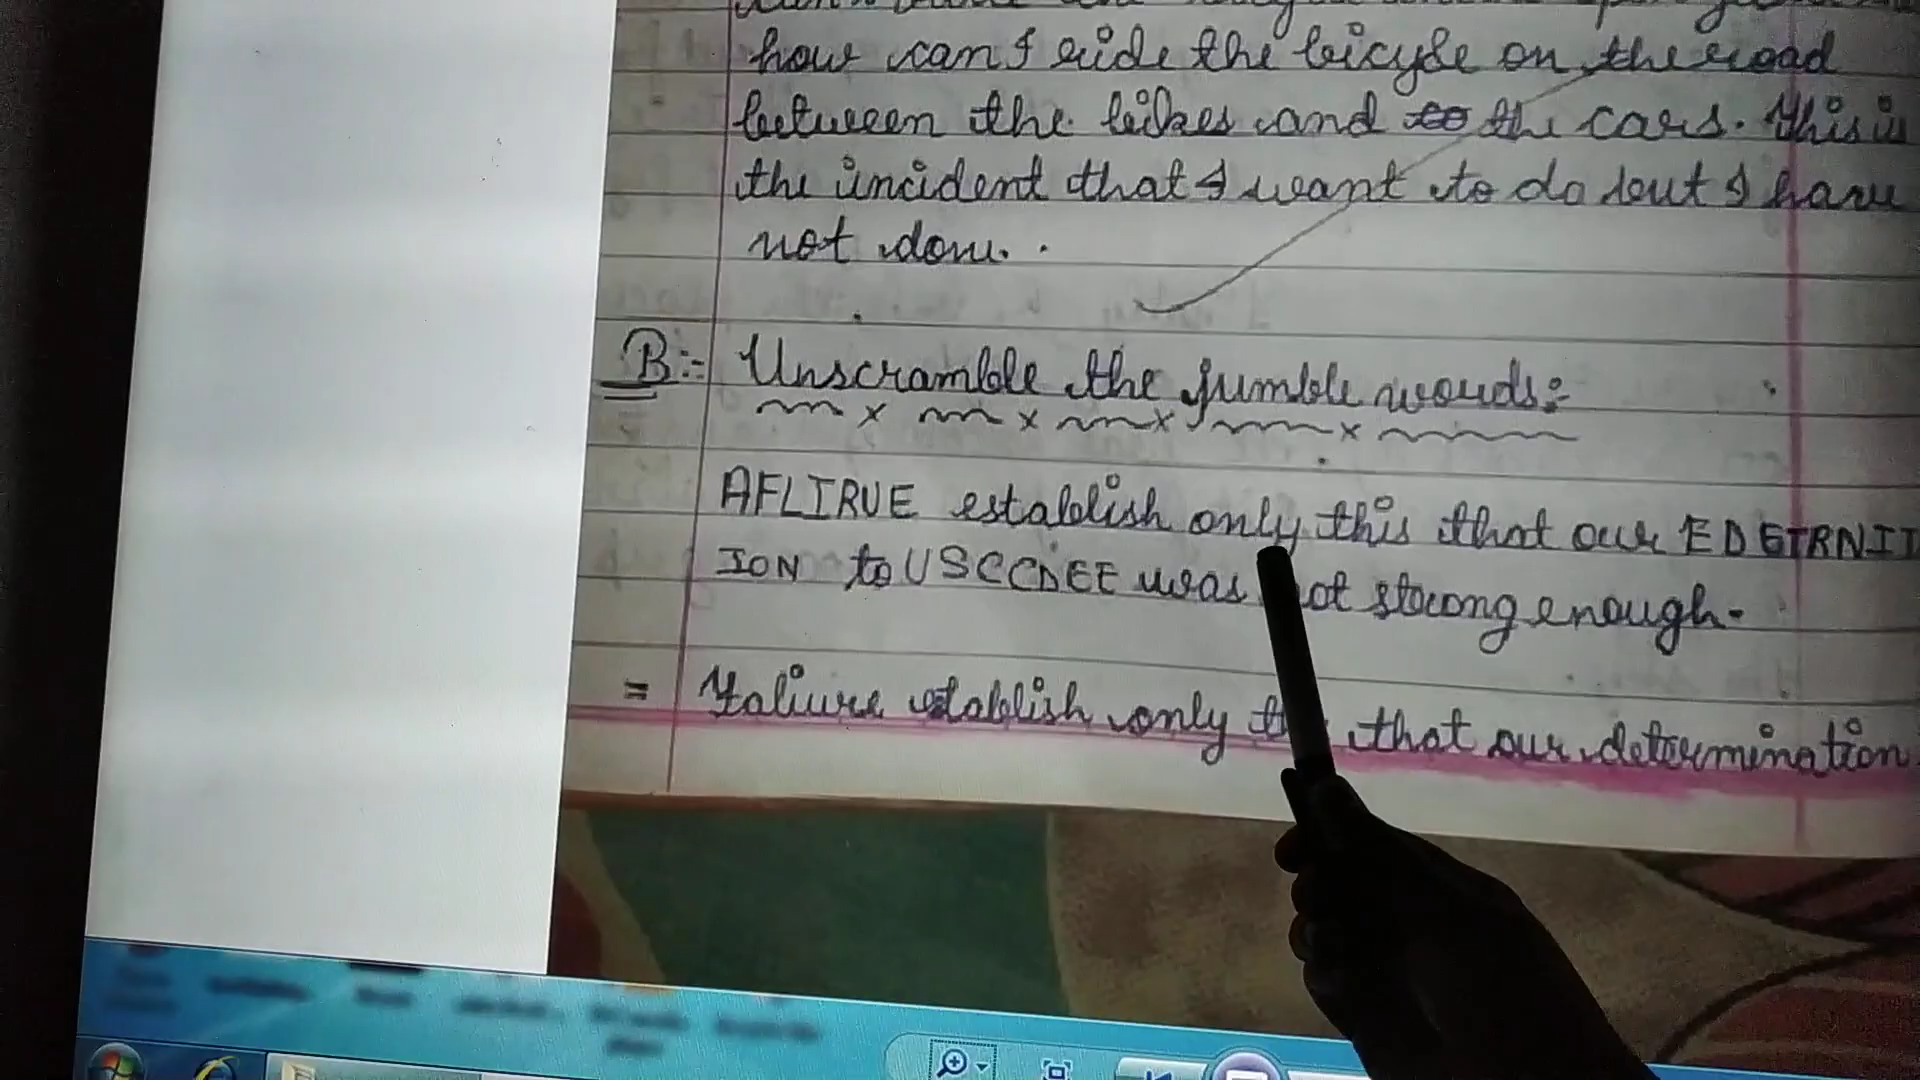 how can I ride the bicycle on the road
between the bikes and the cars. This is
the incident that I want to do but I have
not done.
B:- Unscramble the jumble words:-
AFLIRUE establish only this that our EDETRNII
ION to USCCDEE was not strong enough.
= Faliure establish only that our determination